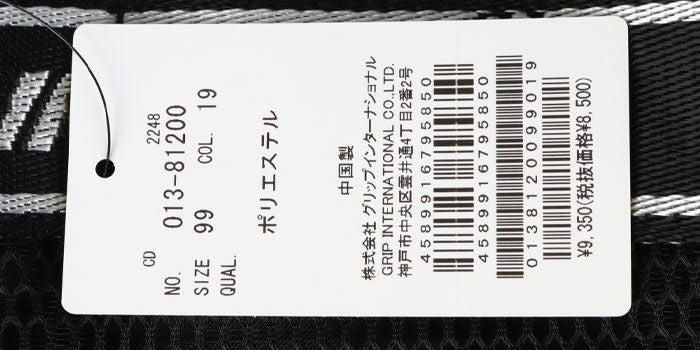 CD 2248
NO. 013-81200
SIZE 99 COL. 19
QUAL.
ポリエステル
中国製
株式会社 グリップインターナショナル
GRIP INTERNATIONAL CO.,LTD.
神戸市中央区雲井通4丁目2番2号
4589916795850
4589916795850
0138120099019
¥9,350(税抜価格¥8,500)